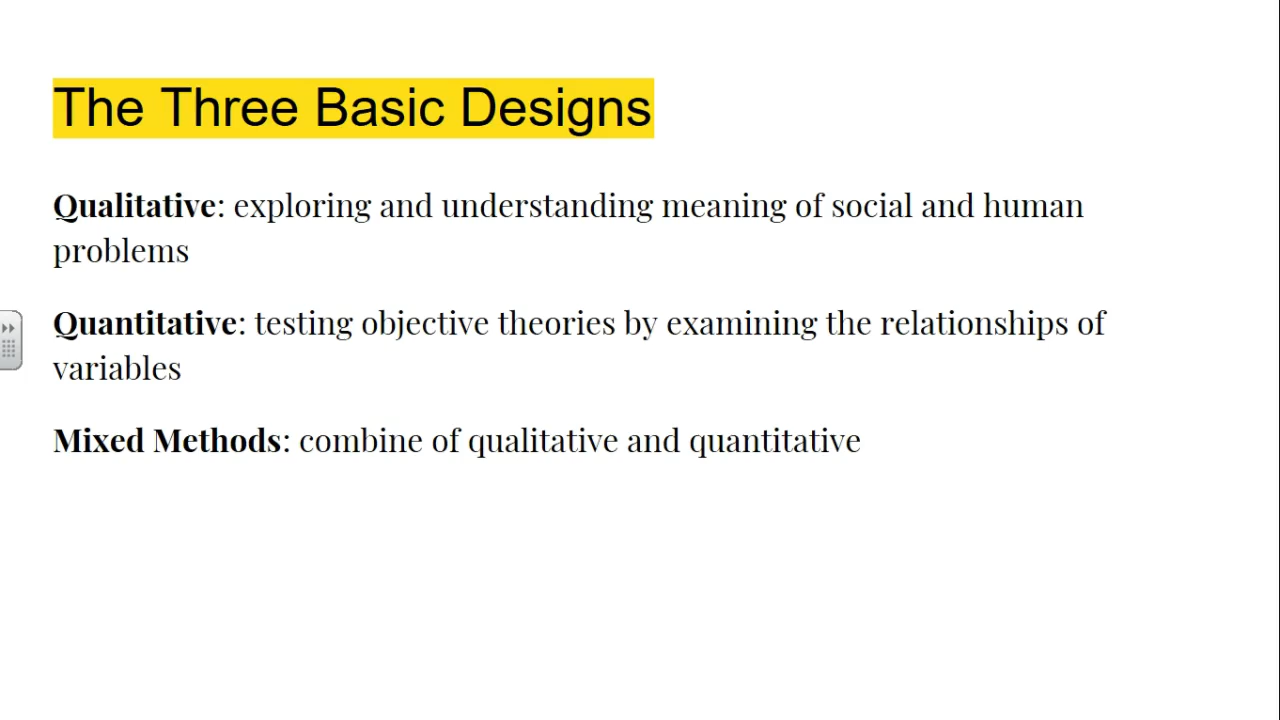 The Three Basic Designs
Qualitative: exploring and understanding meaning of social and human
problems
Quantitative: testing objective theories by examining the relationships of
variables
Mixed Methods: combine of qualitative and quantitative